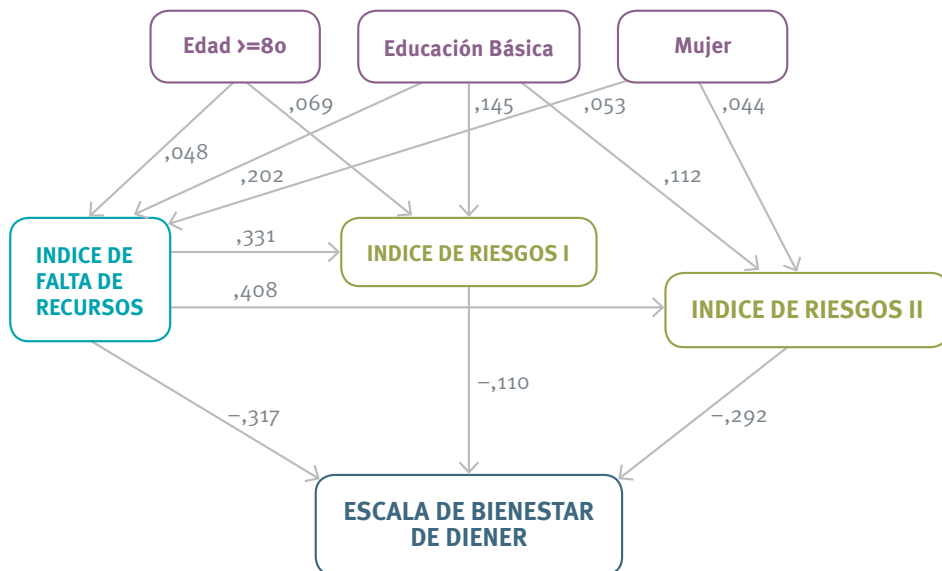 Edad >=80
Educación Básica
Mujer
,069
,145
,053
,044
,048
,202
,112
INDICE DE
FALTA DE
RECURSOS
,331
INDICE DE RIESGOS I
,408
INDICE DE RIESGOS II
–,317
–,110
–,292
ESCALA DE BIENESTAR
DE DIENER